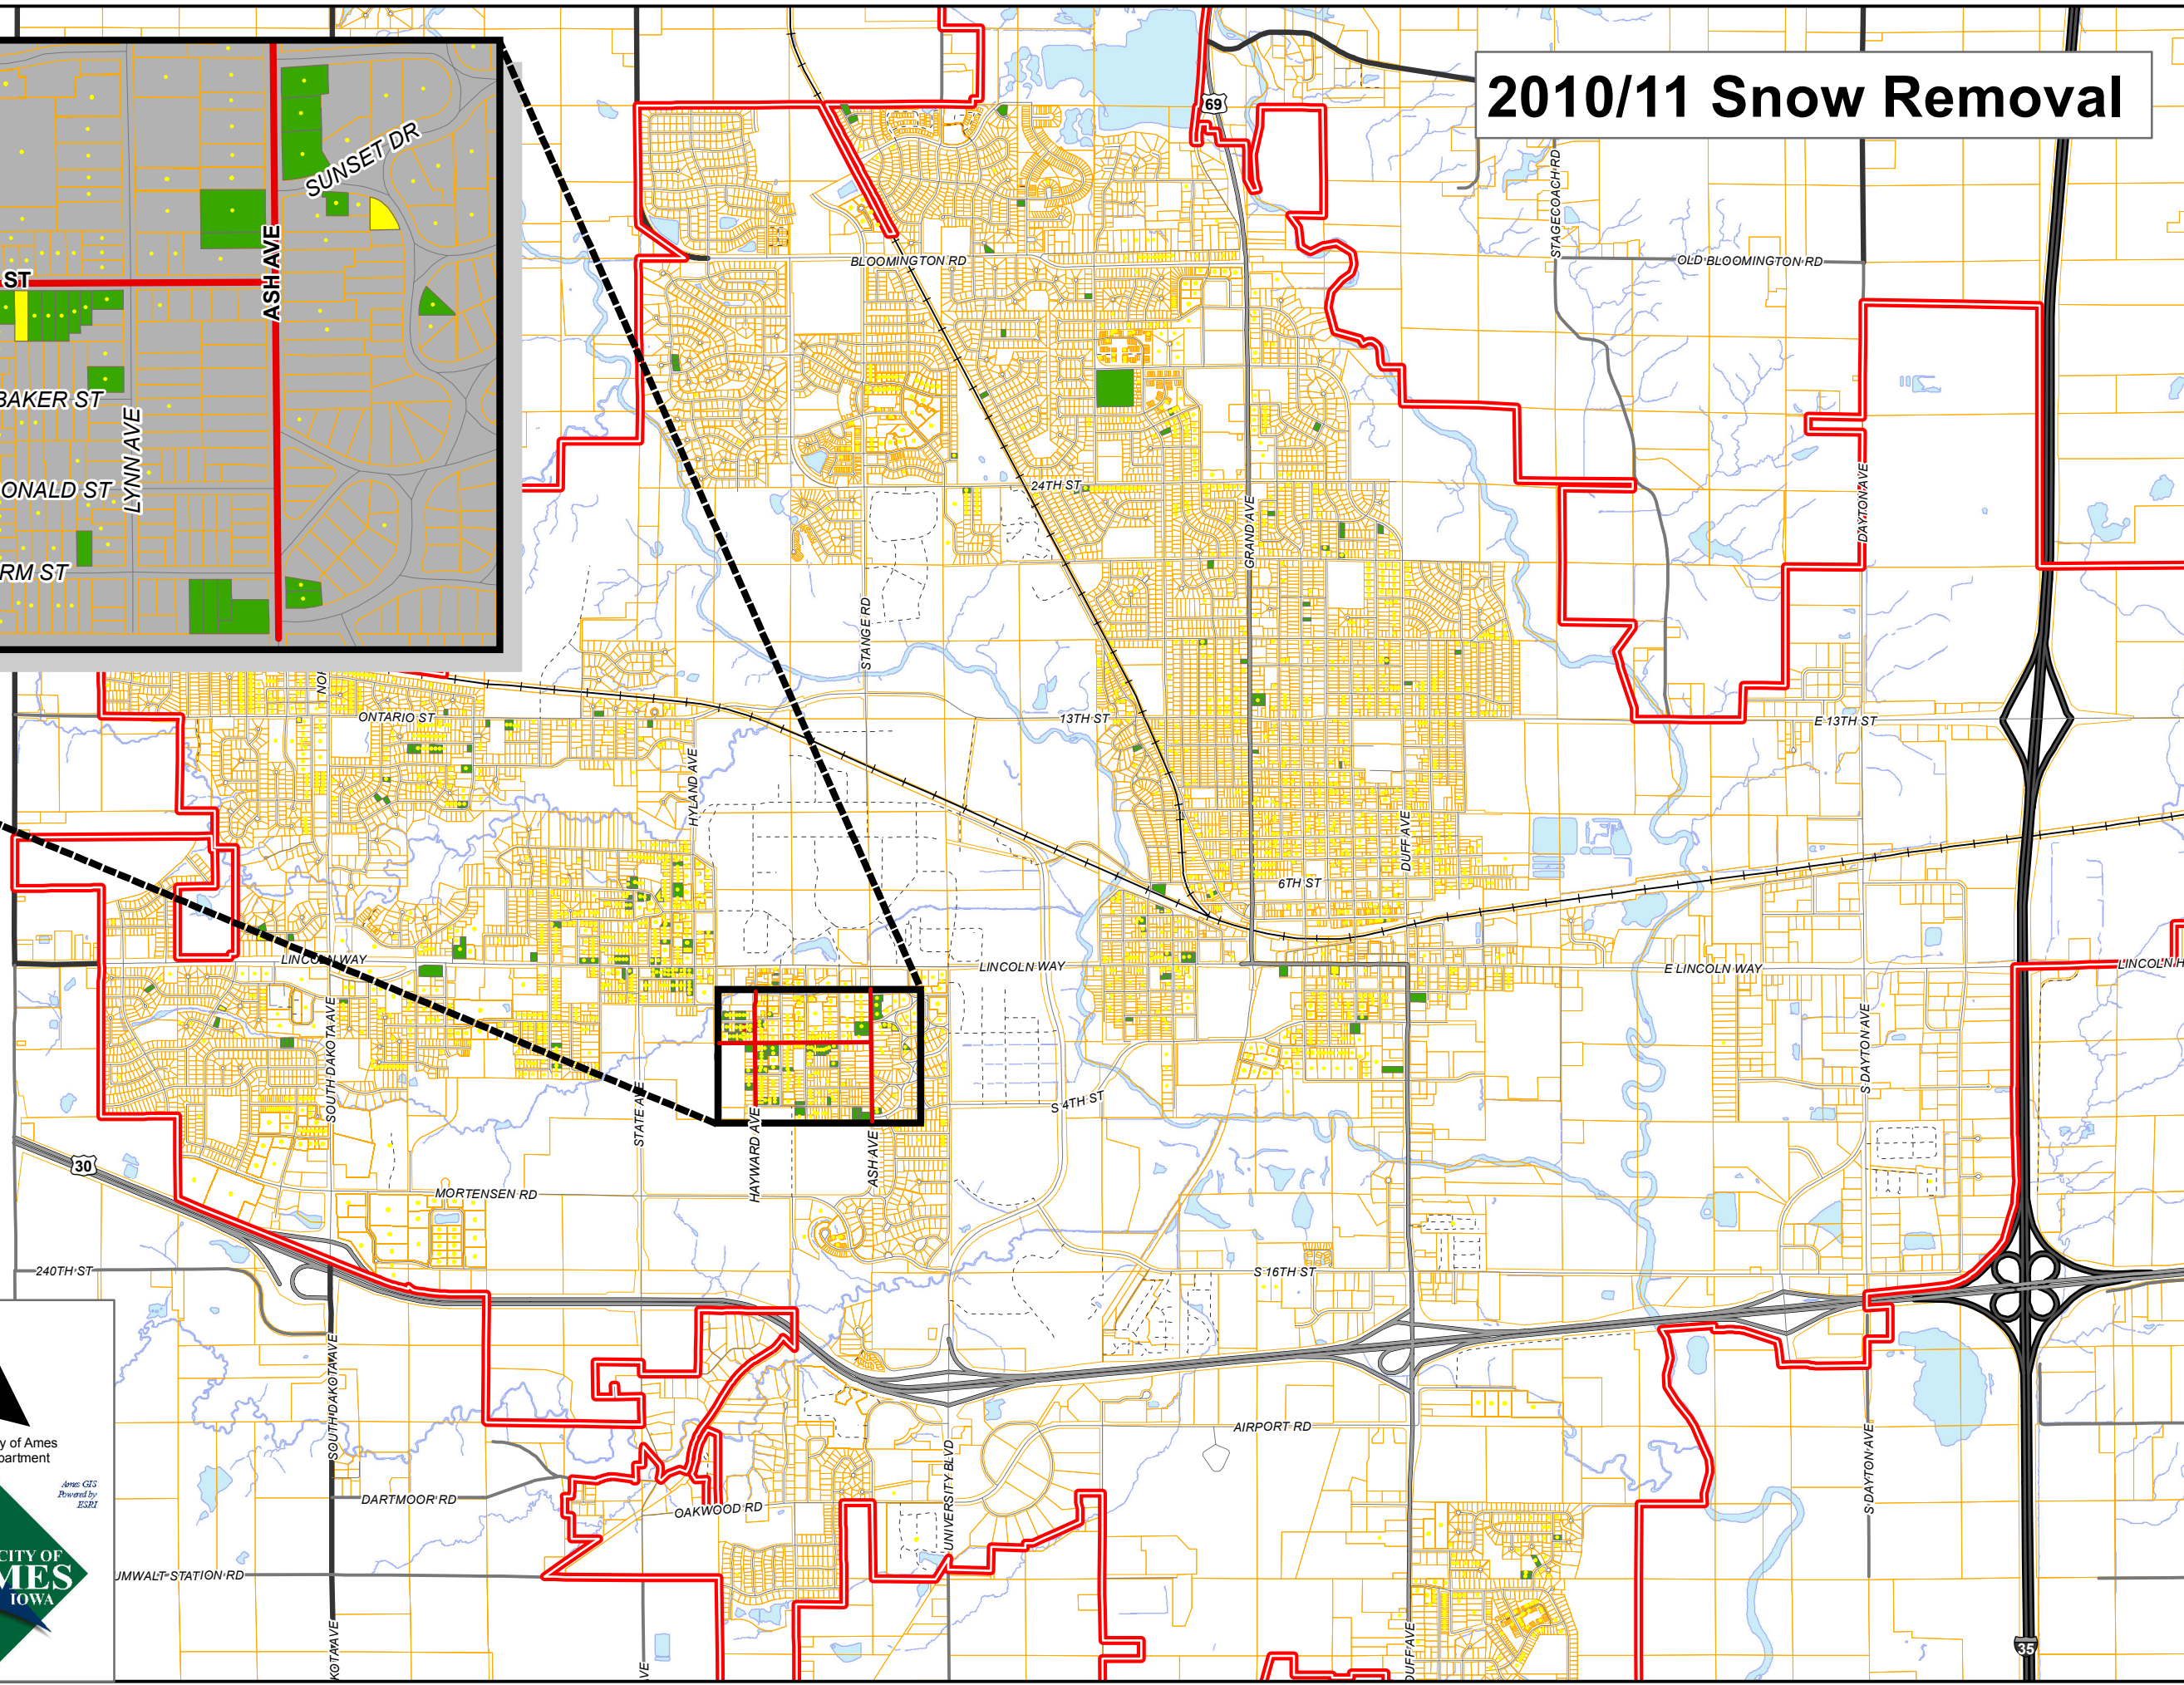 2010/11 Snow Removal
SUNSET DR
ASH AVE
ST
BAKER ST
LYNN AVE
ONALD ST
RM ST
69
STAGECOACH RD
BLOOMINGTON RD
OLD BLOOMINGTON RD
24TH ST
GRAND AVE
DAYTON AVE
STANGE RD
NOI
ONTARIO ST
13TH ST
E 13TH ST
HYLAND AVE
DUFF AVE
6TH ST
LINCOLN WAY
LINCOLN WAY
E LINCOLN WAY
LINCOLN H
SOUTH DAKOTA AVE
STATE AVE
HAYWARD AVE
ASH AVE
S 4TH ST
S DAYTON AVE
30
MORTENSEN RD
240TH ST
S 16TH ST
SOUTH DAKOTA AVE
AIRPORT RD
y of Ames
partment
Ames GIS
Powered by
ESRI
DARTMOOR RD
OAKWOOD RD
UNIVERSITY BLVD
S DAYTON AVE
CITY OF
MES
IOWA
UMWALT STATION RD
KOTA AVE
VE
DUFF AVE
35